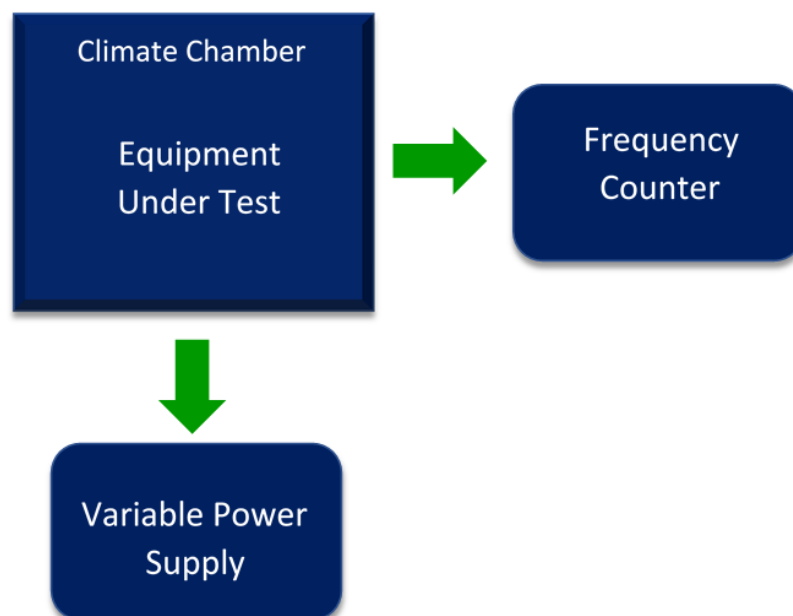 Climate Chamber
Equipment
Under Test
Frequency
Counter
Variable Power
Supply